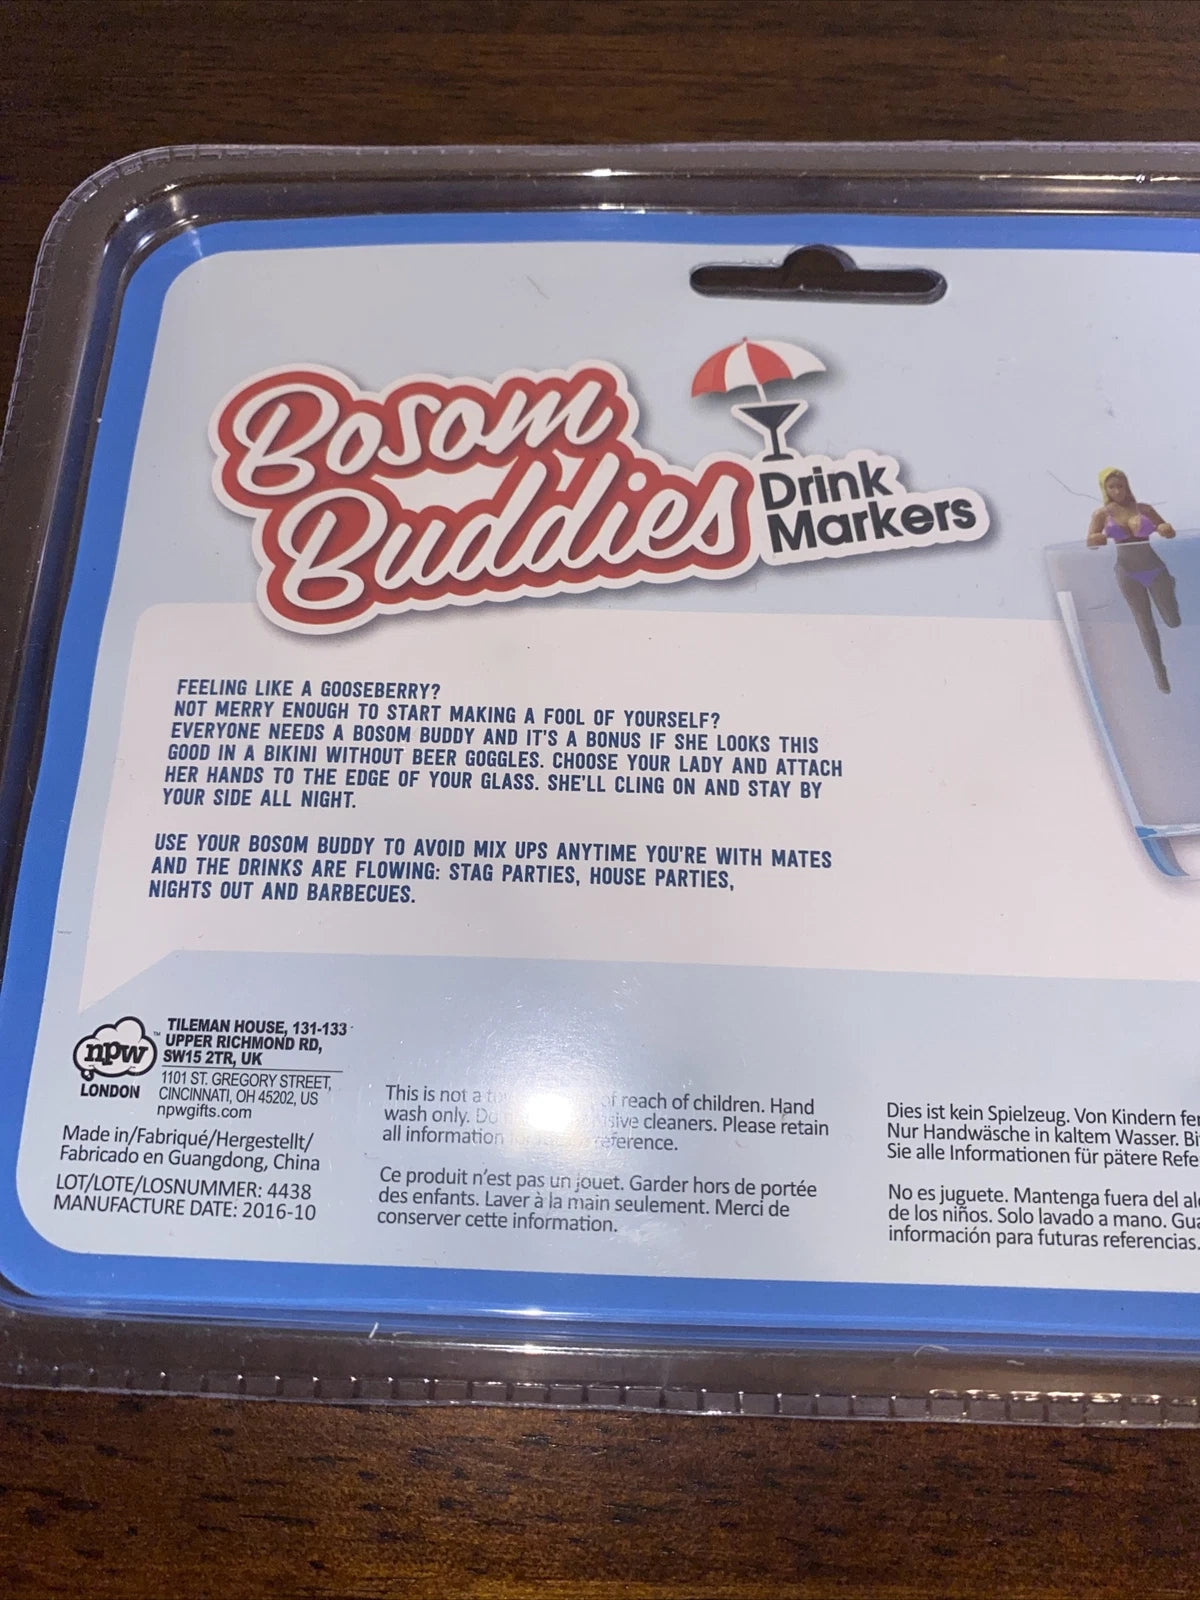 Bosom
Buddies
Drink
Markers
FEELING LIKE A GOOSEBERRY?
NOT MERRY ENOUGH TO START MAKING A FOOL OF YOURSELF?
EVERYONE NEEDS A BOSOM BUDDY AND IT'S A BONUS IF SHE LOOKS THIS
GOOD IN A BIKINI WITHOUT BEER GOGGLES. CHOOSE YOUR LADY AND ATTACH
HER HANDS TO THE EDGE OF YOUR GLASS. SHE'LL CLING ON AND STAY BY
YOUR SIDE ALL NIGHT.
USE YOUR BOSOM BUDDY TO AVOID MIX UPS ANYTIME YOU'RE WITH MATES
AND THE DRINKS ARE FLOWING: STAG PARTIES, HOUSE PARTIES,
NIGHTS OUT AND BARBECUES.
npw™
LONDON
TILEMAN HOUSE, 131-133
UPPER RICHMOND RD,
SW15 2TR, UK
1101 ST. GREGORY STREET,
CINCINNATI, OH 45202, US
npwgifts.com
Made in/Fabriqué/Hergestellt/
Fabricado en Guangdong, China
LOT/LOTE/LOSNUMMER: 4438
MANUFACTURE DATE: 2016-10
This is not a of reach of children. Hand
wash only. cleaners. Please retain
all information reference.
Ce produit n'est pas un jouet. Garder hors de portée
des enfants. Laver à la main seulement. Merci de
conserver cette information.
Dies ist kein Spielzeug. Von Kindern
Nur Handwäsche in kaltem Wasser.
Sie alle Informationen für pätere
No es juguete. Mantenga fuera del
de los niños. Solo lavado a mano.
información para futuras referencias.